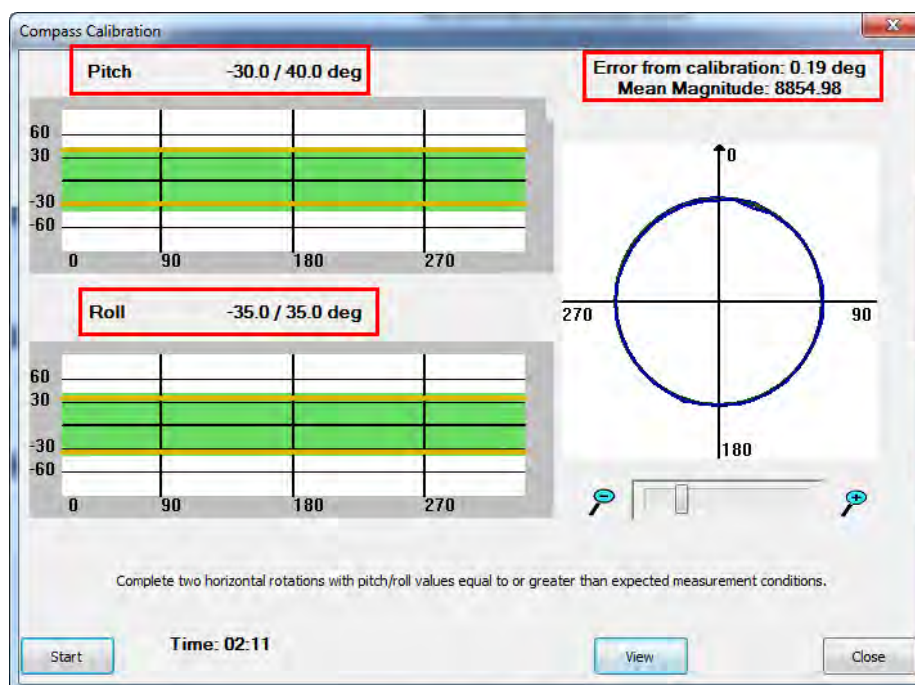 Compass Calibration
Pitch -30.0 / 40.0 deg
60
30
-30
-60
0 90 180 270
Roll -35.0 / 35.0 deg
60
30
-30
-60
0 90 180 270
Error from calibration: 0.19 deg
Mean Magnitude: 8854.98
0
270 90
180
Complete two horizontal rotations with pitch/roll values equal to or greater than expected measurement conditions.
Time: 02:11
Start View Close